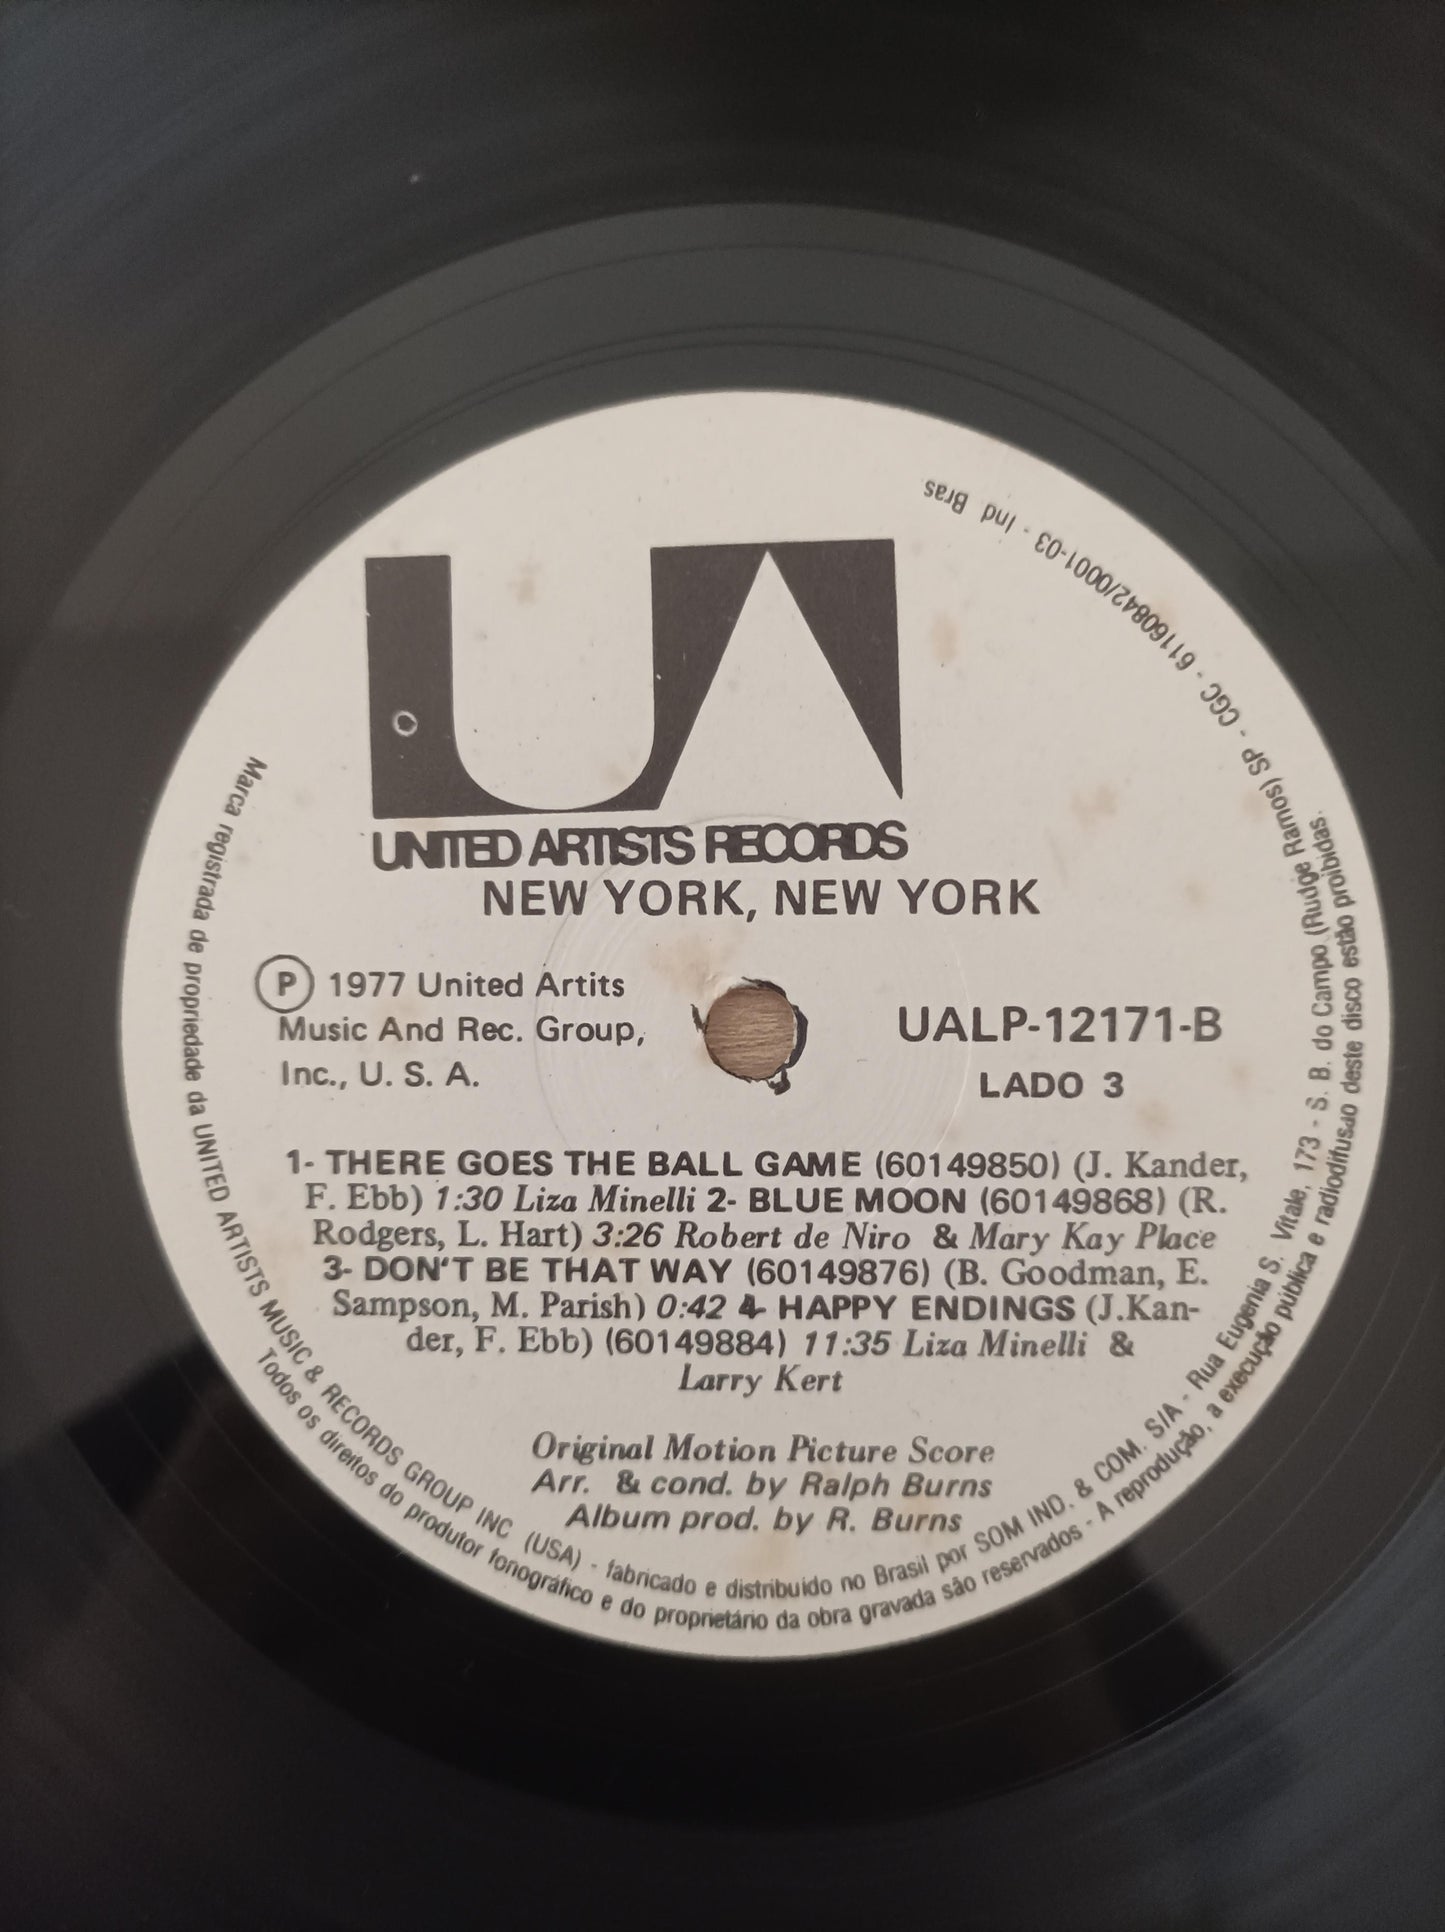 UNITED ARTISTS RECORDS
NEW YORK, NEW YORK
P 1977 United Artits
Music And Rec. Group,
Inc., U. S. A.
UALP-12171-B
LADO 3
1- THERE GOES THE BALL GAME (60149850) (J. Kander,
F. Ebb) 1:30 Liza Minelli 2- BLUE MOON (60149868) (R.
Rodgers, L. Hart) 3:26 Robert de Niro & Mary Kay Place
3- DON'T BE THAT WAY (60149876) (B. Goodman, E.
Sampson, M. Parish) 0:42 4- HAPPY ENDINGS (J.Kan-
der, F. Ebb) (60149884) 11:35 Liza Minelli &
Larry Kert
Original Motion Picture Score
Arr. & cond. by Ralph Burns
Album prod. by R. Burns
Marca registrada de propriedade da UNITED ARTISTS MUSIC & RECORDS GROUP INC (USA) - fabricado e distribuído no Brasil por SOM IND. & COM. S/A - Rua Eugenia S. Vitale, 173 - S. B. do Campo (Rudge Ramos) SP - CGC - 61160842/0001-03 - Ind Bras
Todos os direitos do produtor fonográfico e do proprietário da obra gravada são reservados - A reprodução, a execução pública e radiodifusão deste disco estão proibidas.